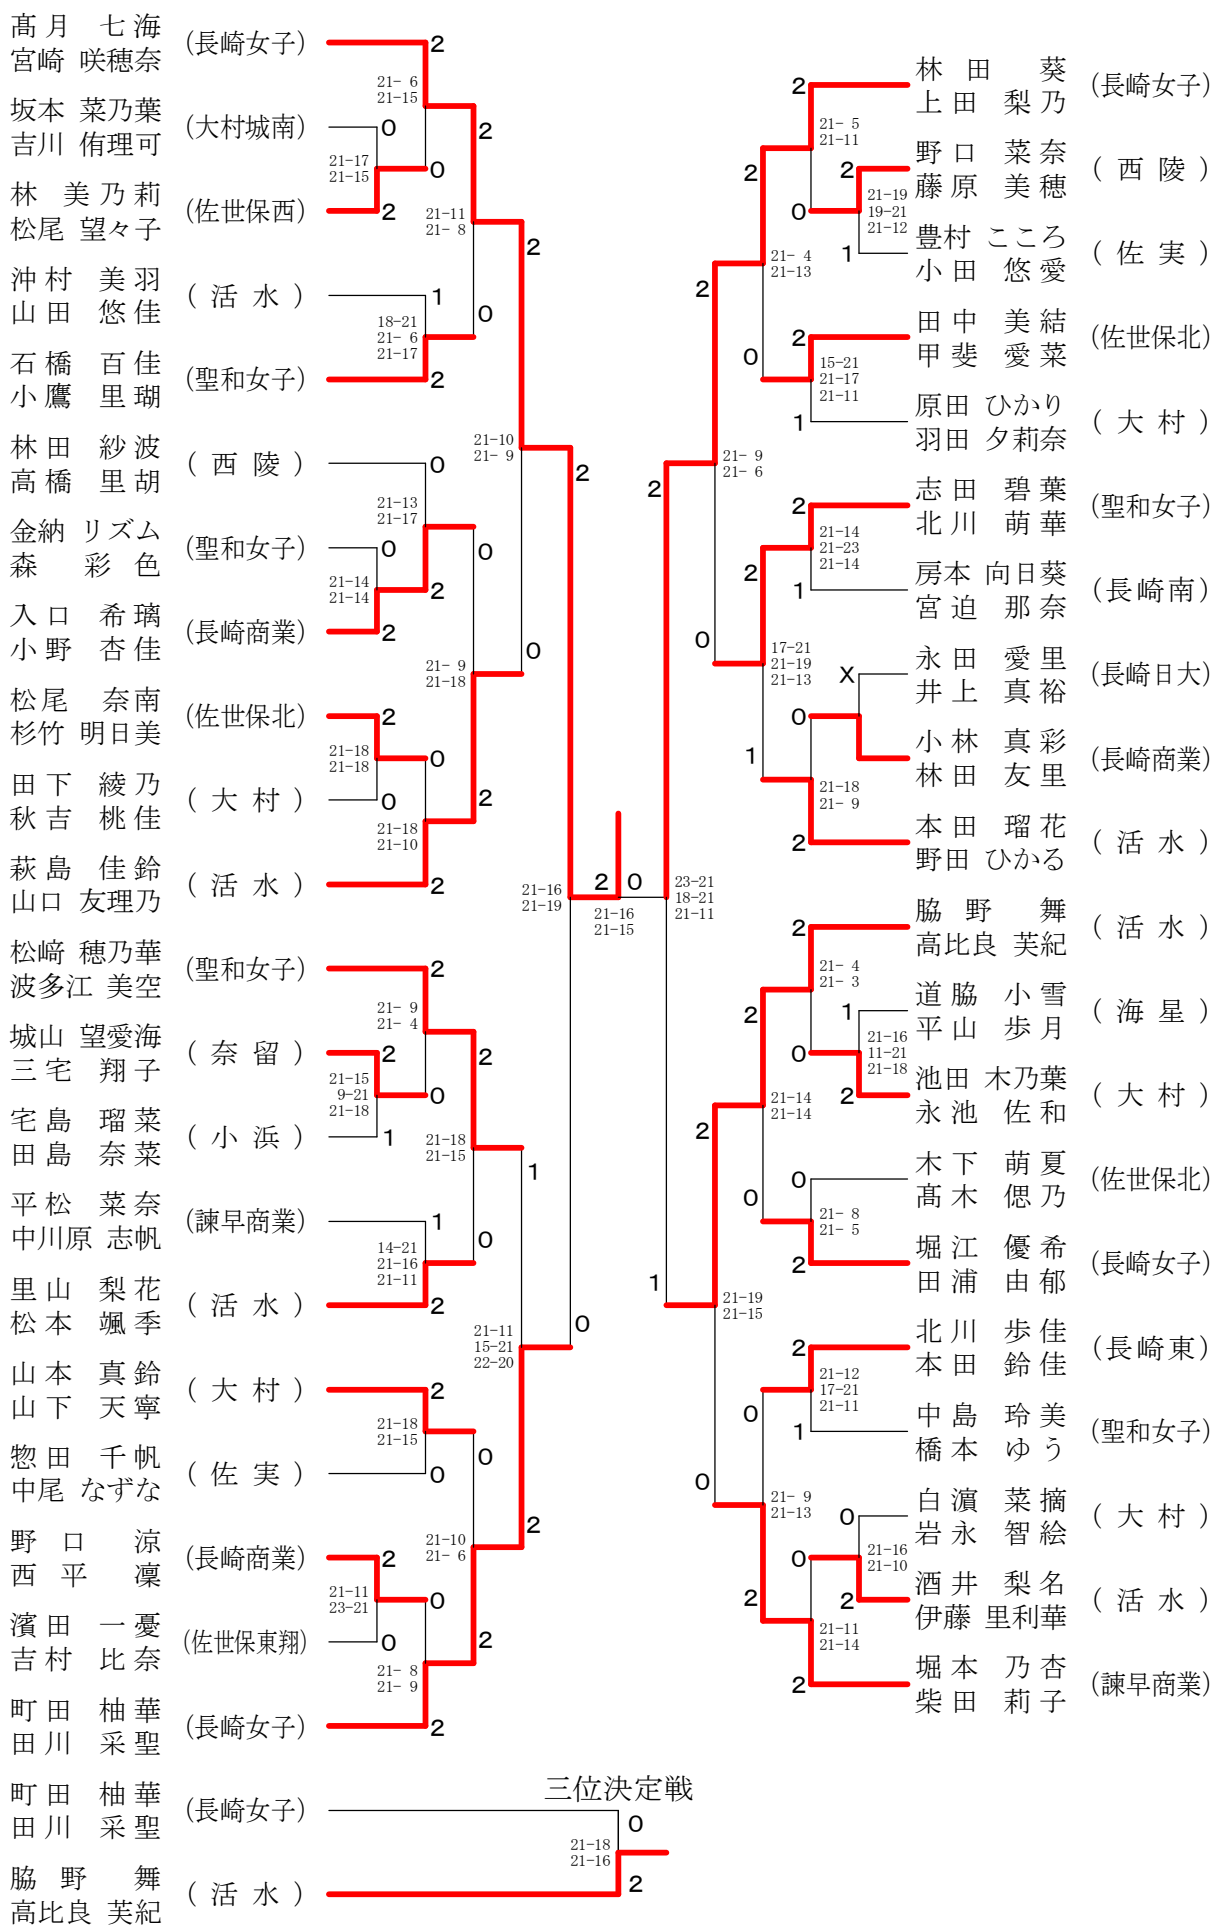 髙月 七海
宮崎 咲穂奈
(長崎女子)
2
21- 6
21-15
坂本 菜乃葉
吉川 侑理可
(大村城南)
0
2
21-17
21-15
0
林 美乃莉
松尾 望々子
(佐世保西)
2
21-11
21- 8
2
沖村 美羽
山田 悠佳
(活水)
1
0
18-21
21- 6
21-17
石橋 百佳
小鷹 里瑚
(聖和女子)
2
21-10
21- 9
2
林田 紗波
高橋 里胡
(西陵)
0
21-13
21-17
金納 リズム
森 彩色
(聖和女子)
0
0
21-14
21-14
2
入口 希璃
小野 杏佳
(長崎商業)
2
0
21- 9
21-18
松尾 奈南
杉竹 明日美
(佐世保北)
2
21-18
21-18
0
田下 綾乃
秋吉 桃佳
(大村)
0
2
21-18
21-10
萩島 佳鈴
山口 友理乃
(活水)
2
21-16
21-19
2
0
21-16
21-15
松﨑 穂乃華
波多江 美空
(聖和女子)
2
21- 9
21- 4
城山 望愛海
三宅 翔子
(奈留)
2
2
21-15
9-21
21-18
0
宅島 瑠菜
田島 奈菜
(小浜)
1
21-18
21-15
1
平松 菜奈
中川原 志帆
(諫早商業)
1
0
14-21
21-16
21-11
里山 梨花
松本 颯季
(活水)
2
21-11
15-21
22-20
0
山本 真鈴
山下 天寧
(大村)
2
21-18
21-15
0
惣田 千帆
中尾 なずな
(佐実)
0
21-10
21- 6
2
野口 涼
西平 凜
(長崎商業)
2
21-11
23-21
0
濱田 一憂
吉村 比奈
(佐世保東翔)
0
2
21- 8
21- 9
町田 柚華
田川 采聖
(長崎女子)
2
林田 葵
上田 梨乃
(長崎女子)
2
21- 5
21-11
野口 菜奈
藤原 美穂
(西陵)
2
2
21-19
19-21
21-12
0
豊村 こころ
小田 悠愛
(佐実)
1
21- 4
21-13
2
田中 美結
甲斐 愛菜
(佐世保北)
2
0
15-21
21-17
21-11
原田 ひかり
羽田 夕莉奈
(大村)
1
21- 9
21- 6
2
志田 碧葉
北川 萌華
(聖和女子)
2
21-14
21-23
21-14
2
房本 向日葵
宮迫 那奈
(長崎南)
1
0
17-21
21-19
21-13
永田 愛里
井上 真裕
(長崎日大)
x
0
小林 真彩
林田 友里
(長崎商業)
1
21-18
21- 9
本田 瑠花
野田 ひかる
(活水)
2
23-21
18-21
21-11
脇野 舞
高比良 芙紀
(活水)
2
21- 4
21- 3
道脇 小雪
平山 歩月
(海星)
1
2
21-16
11-21
21-18
0
池田 木乃葉
永池 佐和
(大村)
2
21-14
21-14
2
木下 萌夏
髙木 偲乃
(佐世保北)
0
0
21- 8
21- 5
堀江 優希
田浦 由郁
(長崎女子)
2
1
21-19
21-15
北川 歩佳
本田 鈴佳
(長崎東)
2
21-12
17-21
21-11
0
中島 玲美
橋本 ゆう
(聖和女子)
1
0
21- 9
21-13
白濵 菜摘
岩永 智絵
(大村)
0
21-16
21-10
0
酒井 梨名
伊藤 里利華
(活水)
2
2
21-11
21-14
堀本 乃杏
柴田 莉子
(諫早商業)
2
三位決定戦
町田 柚華
田川 采聖
(長崎女子)
0
21-18
21-16
脇野 舞
高比良 芙紀
(活水)
2